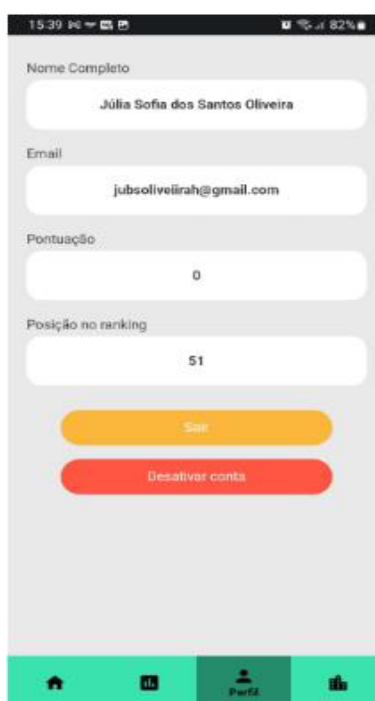 15:39
82%
Nome Completo
Júlia Sofia dos Santos Oliveira
Email
jubsoliveiirah@gmail.com
Pontuação
0
Posição no ranking
51
Sair
Desativar conta
Perfil